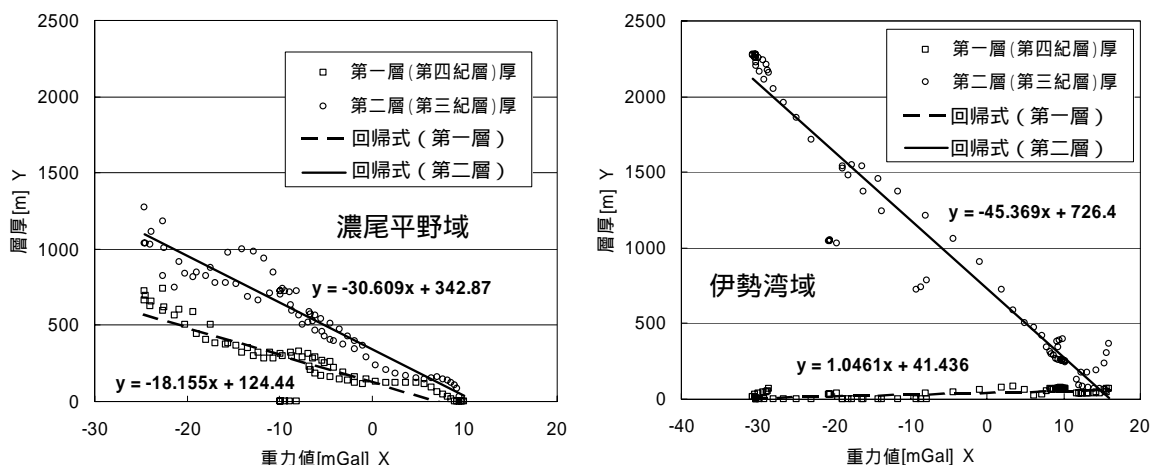 2500
2000
1500
1000
500
0
-30
-20
-10
0
10
20
層厚[m] Y
重力値[mGal] X
第一層(第四紀層)厚
第二層(第三紀層)厚
回帰式(第一層)
回帰式(第二層)
濃尾平野域
y = -30.609x + 342.87
y = -18.155x + 124.44
2500
2000
1500
1000
500
0
-40
-30
-20
-10
0
10
20
層厚[m] Y
重力値[mGal] X
第一層(第四紀層)厚
第二層(第三紀層)厚
回帰式(第一層)
回帰式(第二層)
y = -45.369x + 726.4
伊勢湾域
y = 1.0461x + 41.436